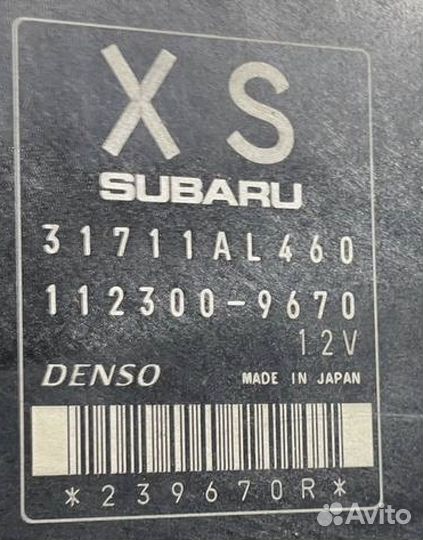 XS
SUBARU
31711AL460
112300-9670
12V
DENSO MADE IN JAPAN
*239670R*
Avito